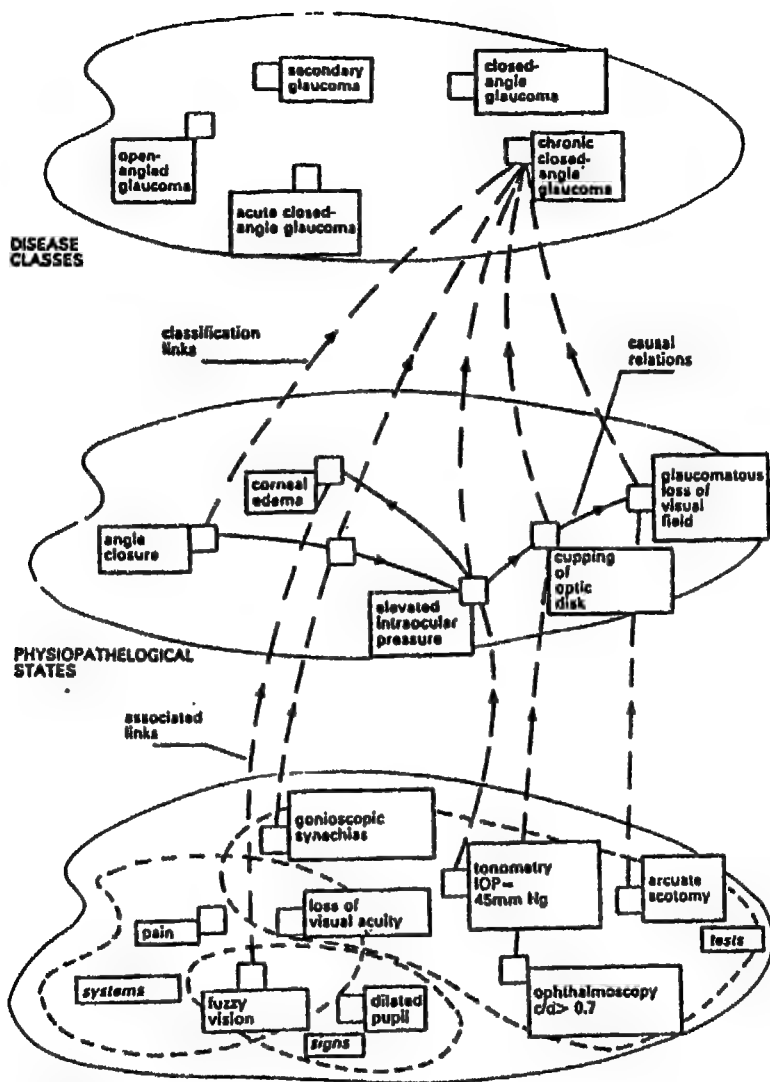 secondary
glaucoma
closed-
angle
glaucoma
open-
angled
glaucoma
acute closed-
angle glaucoma
chronic
closed-
angle
glaucoma
DISEASE
CLASSES
classification
links
causal
relations
corneal
edema
glaucomatous
loss of
visual
field
angle
closure
cupping
of
optic
disk
elevated
intraocular
pressure
PHYSIOPATHELOGICAL
STATES
associated
links
gonioscopic
synechias
tonometry
IOP=
45mm Hg
arcuate
scotomy
loss of
visual acuity
pain
tests
systems
fuzzy
vision
dilated
pupil
ophthalmoscopy
c/d> 0.7
signs